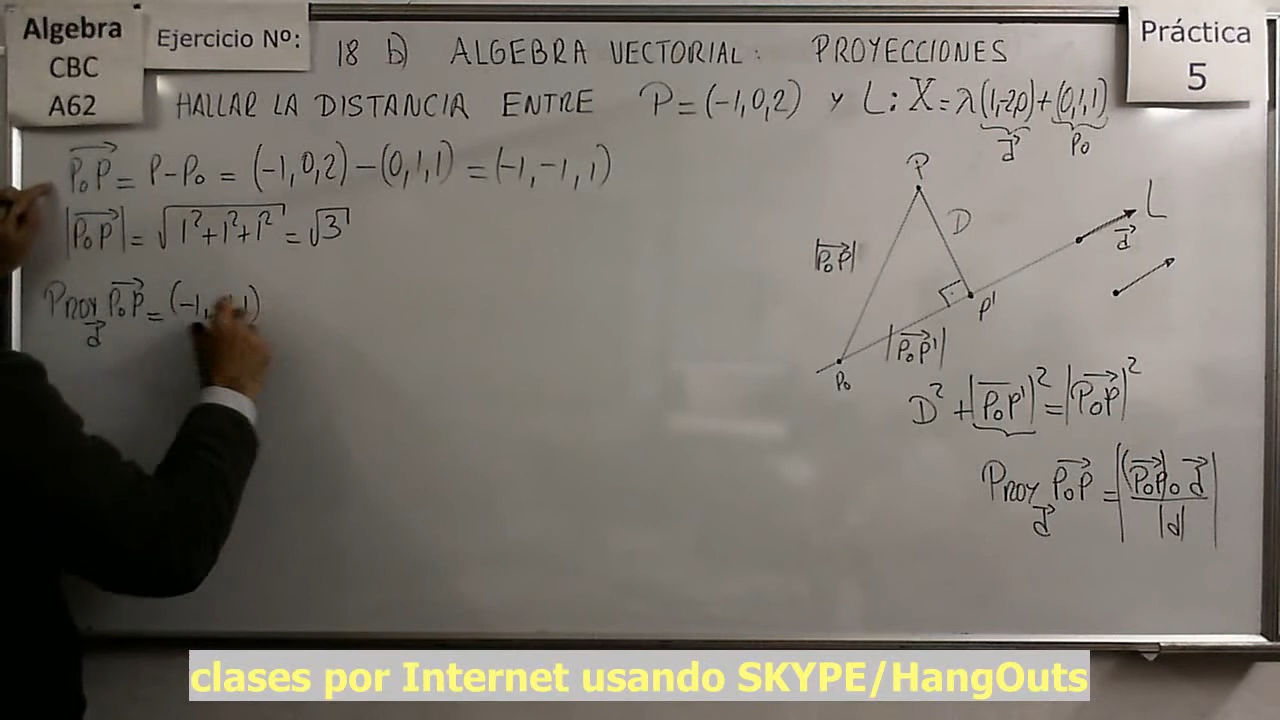 Algebra
CBC
A62
Ejercicio Nº:
Práctica
5
18 b) ALGEBRA VECTORIAL: PROYECCIONES
HALLAR LA DISTANCIA ENTRE P=(-1,0,2) y L: X=λ(1,-2,0)+(0,1,1)
d⃗ P₀
P₀P⃗ = P-P₀ = (-1,0,2)-(0,1,1) = (-1,-1,1)
|P₀P⃗| = √(1²+1²+1²) = √3
Proy_d⃗ P₀P⃗ = (-1, 1)
P
D
L
d⃗
|P₀P⃗|
P'
|P₀P'⃗|
P₀
D² + |P₀P'|² = |P₀P⃗|²
Proy_d⃗ P₀P⃗ = |(P₀P⃗)∘d⃗ / |d||
clases por Internet usando SKYPE/HangOuts